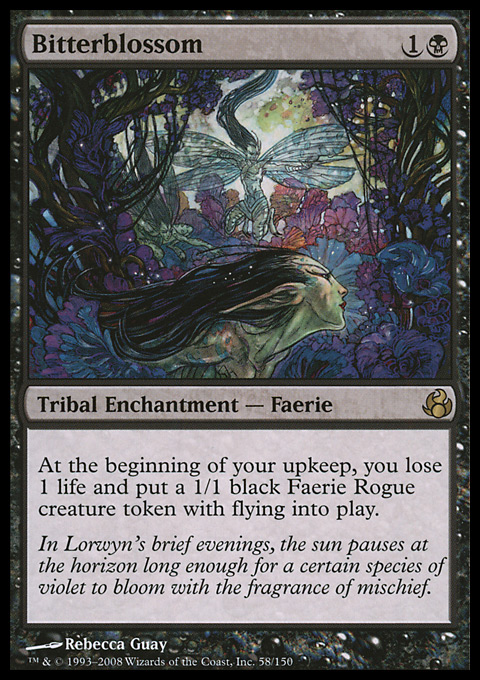 Bitterblossom 1
Tribal Enchantment — Faerie
At the beginning of your upkeep, you lose
1 life and put a 1/1 black Faerie Rogue
creature token with flying into play.
In Lorwyn's brief evenings, the sun pauses at
the horizon long enough for a certain species of
violet to bloom with the fragrance of mischief.
Rebecca Guay
™ & © 1993–2008 Wizards of the Coast, Inc. 58/150